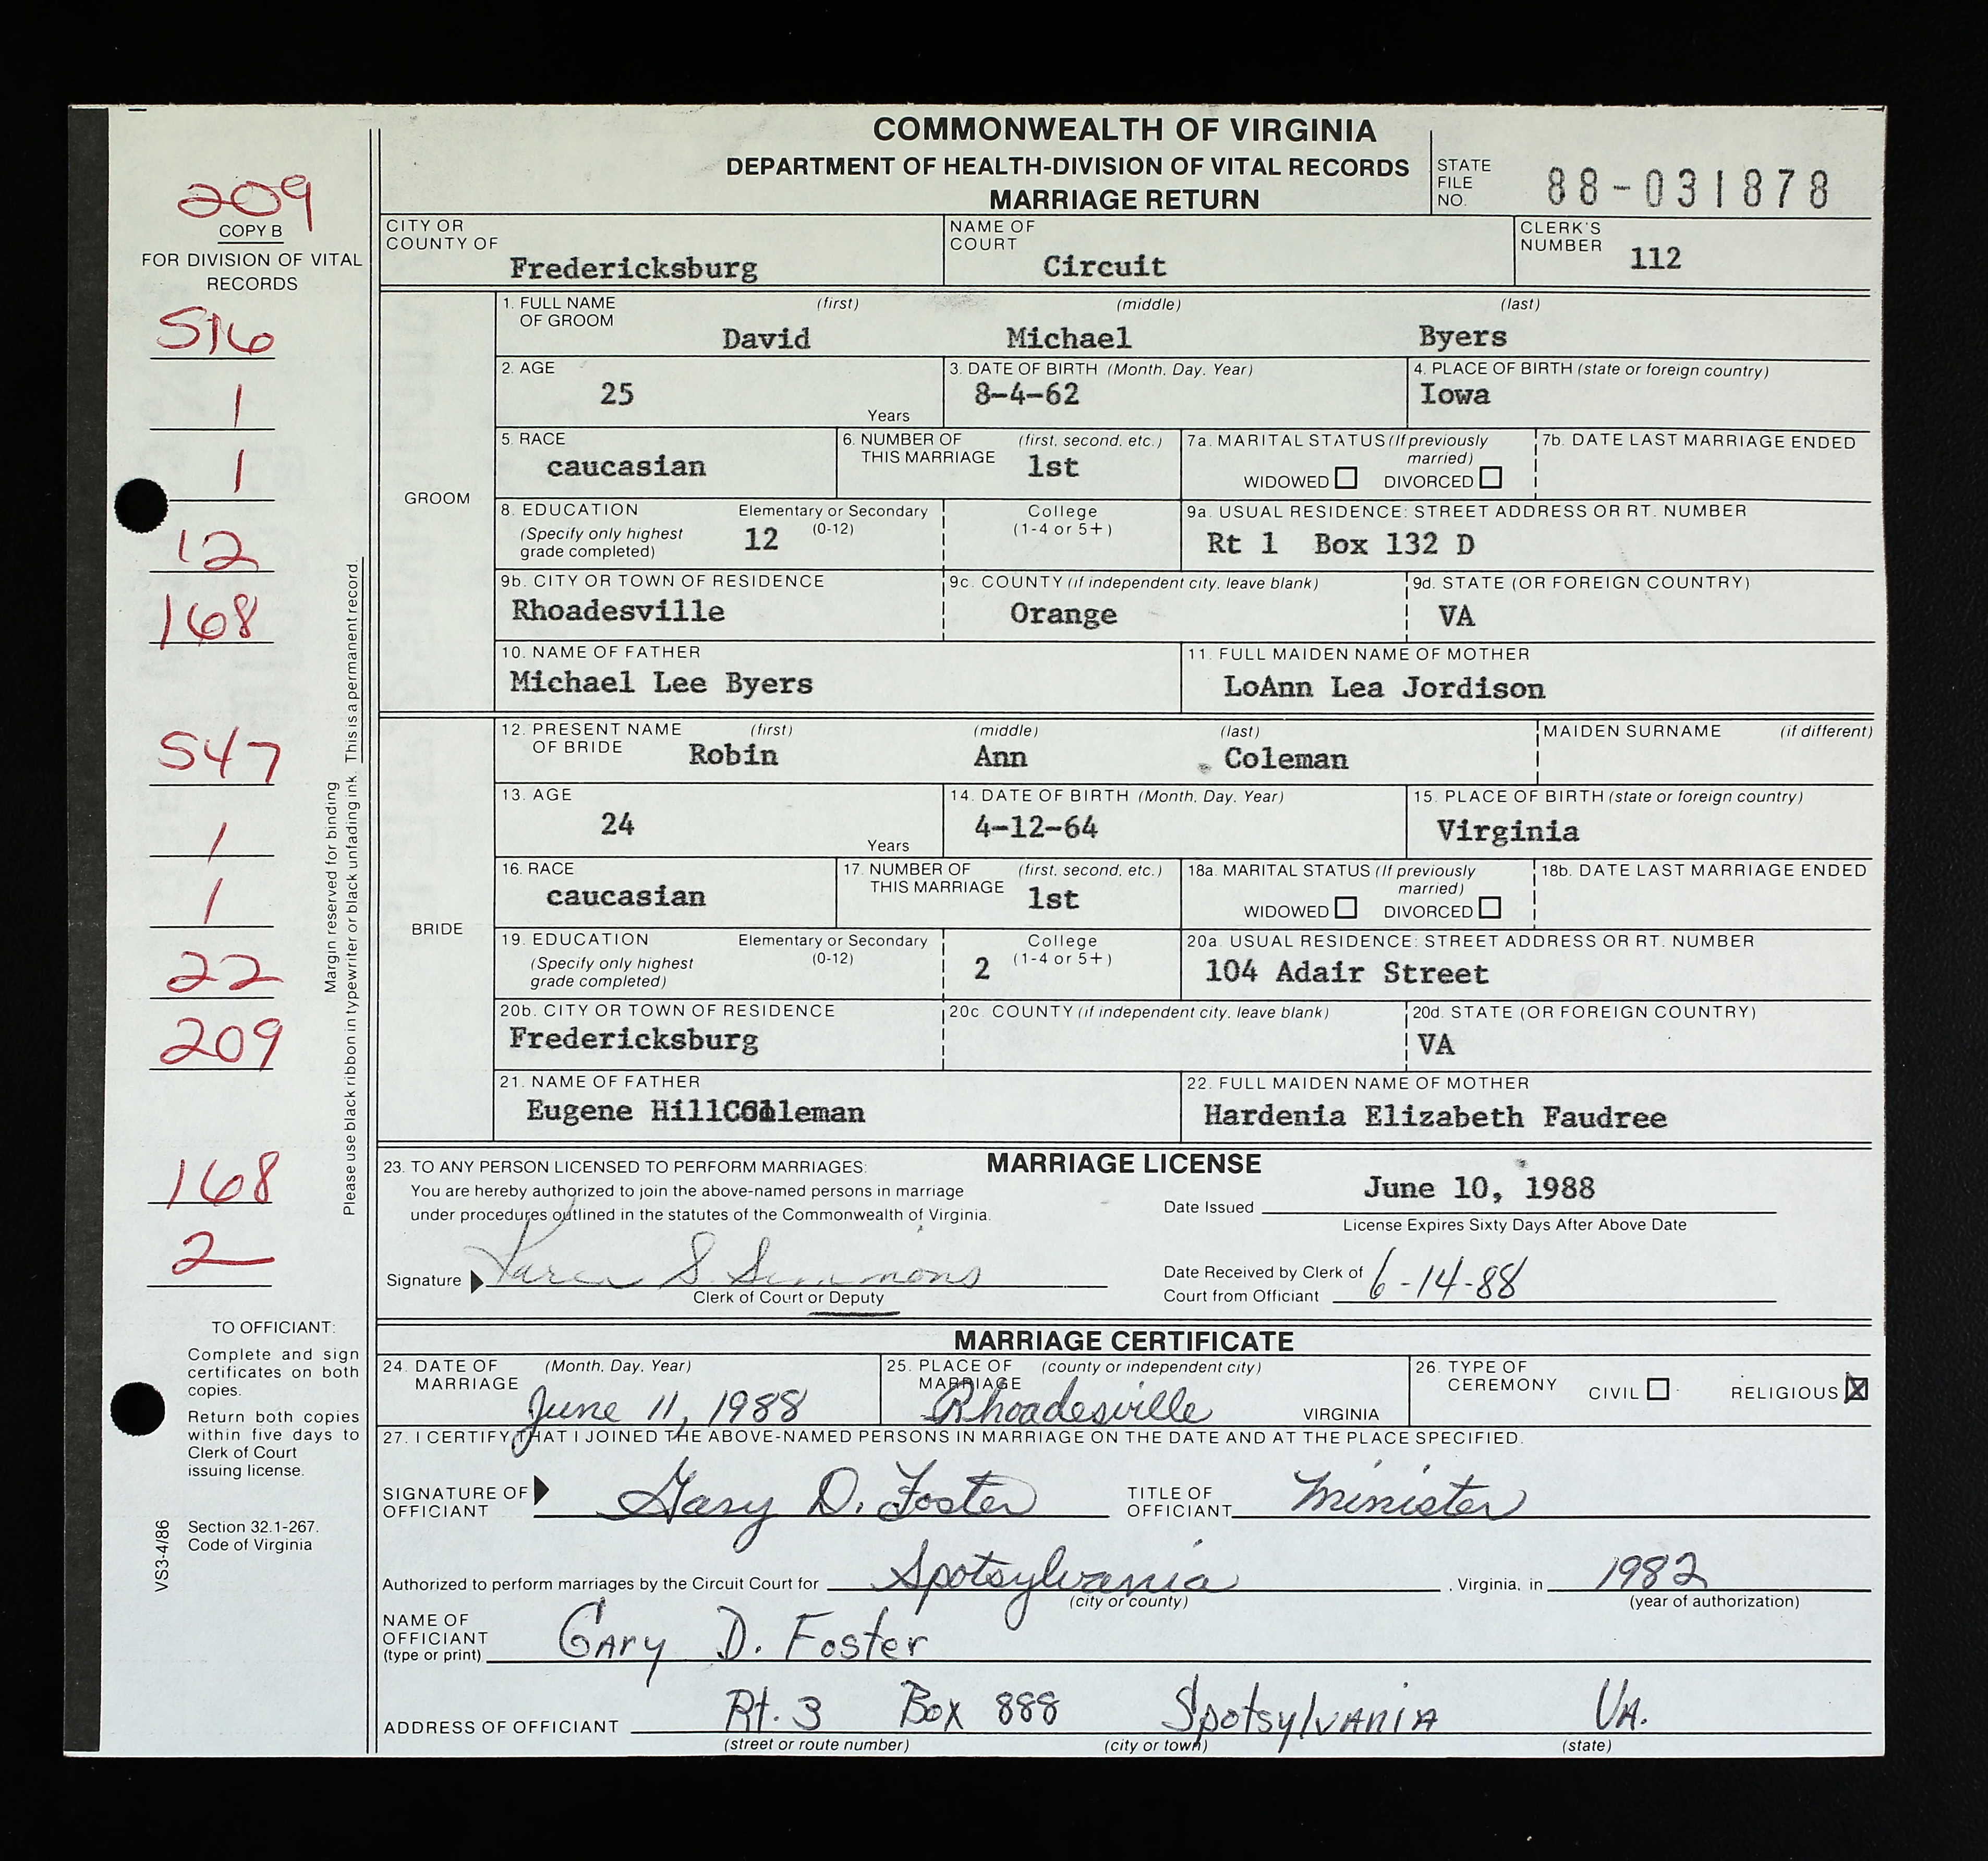 COMMONWEALTH OF VIRGINIA
DEPARTMENT OF HEALTH-DIVISION OF VITAL RECORDS
MARRIAGE RETURN
STATE FILE NO. 88-031878
209
COPY B
FOR DIVISION OF VITAL RECORDS
516
1
1
12
168
547
1
1
22
209
168
2
Margin reserved for binding
Please use black ribbon in typewriter or black unfading ink. This is a permanent record.
TO OFFICIANT:
Complete and sign
certificates on both
copies.
Return both copies
within five days to
Clerk of Court
issuing license.
Section 32.1-267.
Code of Virginia
VS3-4/86
CITY OR COUNTY OF Fredericksburg NAME OF COURT Circuit CLERK'S NUMBER 112
GROOM
1. FULL NAME OF GROOM (first) David (middle) Michael (last) Byers
2. AGE 25 Years 3. DATE OF BIRTH (Month, Day, Year) 8-4-62 4. PLACE OF BIRTH (state or foreign country) Iowa
5. RACE caucasian 6. NUMBER OF THIS MARRIAGE (first, second, etc.) 1st 7a. MARITAL STATUS (If previously married) WIDOWED DIVORCED 7b. DATE LAST MARRIAGE ENDED
8. EDUCATION (Specify only highest grade completed) Elementary or Secondary (0-12) 12 College (1-4 or 5+) 9a. USUAL RESIDENCE: STREET ADDRESS OR RT. NUMBER Rt 1 Box 132 D
9b. CITY OR TOWN OF RESIDENCE Rhoadesville 9c. COUNTY (if independent city, leave blank) Orange 9d. STATE (OR FOREIGN COUNTRY) VA
10. NAME OF FATHER Michael Lee Byers 11. FULL MAIDEN NAME OF MOTHER LoAnn Lea Jordison
BRIDE
12. PRESENT NAME OF BRIDE (first) Robin (middle) Ann (last) Coleman MAIDEN SURNAME (if different)
13. AGE 24 Years 14. DATE OF BIRTH (Month, Day, Year) 4-12-64 15. PLACE OF BIRTH (state or foreign country) Virginia
16. RACE caucasian 17. NUMBER OF THIS MARRIAGE (first, second, etc.) 1st 18a. MARITAL STATUS (If previously married) WIDOWED DIVORCED 18b. DATE LAST MARRIAGE ENDED
19. EDUCATION (Specify only highest grade completed) Elementary or Secondary (0-12) College (1-4 or 5+) 2 20a. USUAL RESIDENCE: STREET ADDRESS OR RT. NUMBER 104 Adair Street
20b. CITY OR TOWN OF RESIDENCE Fredericksburg 20c. COUNTY (if independent city, leave blank) 20d. STATE (OR FOREIGN COUNTRY) VA
21. NAME OF FATHER Eugene Hill Coleman 22. FULL MAIDEN NAME OF MOTHER Hardenia Elizabeth Faudree
MARRIAGE LICENSE
23. TO ANY PERSON LICENSED TO PERFORM MARRIAGES:
You are hereby authorized to join the above-named persons in marriage
under procedures outlined in the statutes of the Commonwealth of Virginia.
Date Issued June 10, 1988
License Expires Sixty Days After Above Date
Signature Karen S. Simmons
Clerk of Court or Deputy
Date Received by Clerk of Court from Officiant 6-14-88
MARRIAGE CERTIFICATE
24. DATE OF MARRIAGE (Month, Day, Year) June 11, 1988 25. PLACE OF MARRIAGE (county or independent city) Rhoadesville VIRGINIA 26. TYPE OF CEREMONY CIVIL RELIGIOUS X
27. I CERTIFY THAT I JOINED THE ABOVE-NAMED PERSONS IN MARRIAGE ON THE DATE AND AT THE PLACE SPECIFIED.
SIGNATURE OF OFFICIANT Gary D. Foster TITLE OF OFFICIANT Minister
Authorized to perform marriages by the Circuit Court for Spotsylvania, Virginia, in 1982
(city or county) (year of authorization)
NAME OF OFFICIANT (type or print) Gary D. Foster
ADDRESS OF OFFICIANT Rt. 3 Box 888 Spotsylvania VA.
(street or route number) (city or town) (state)